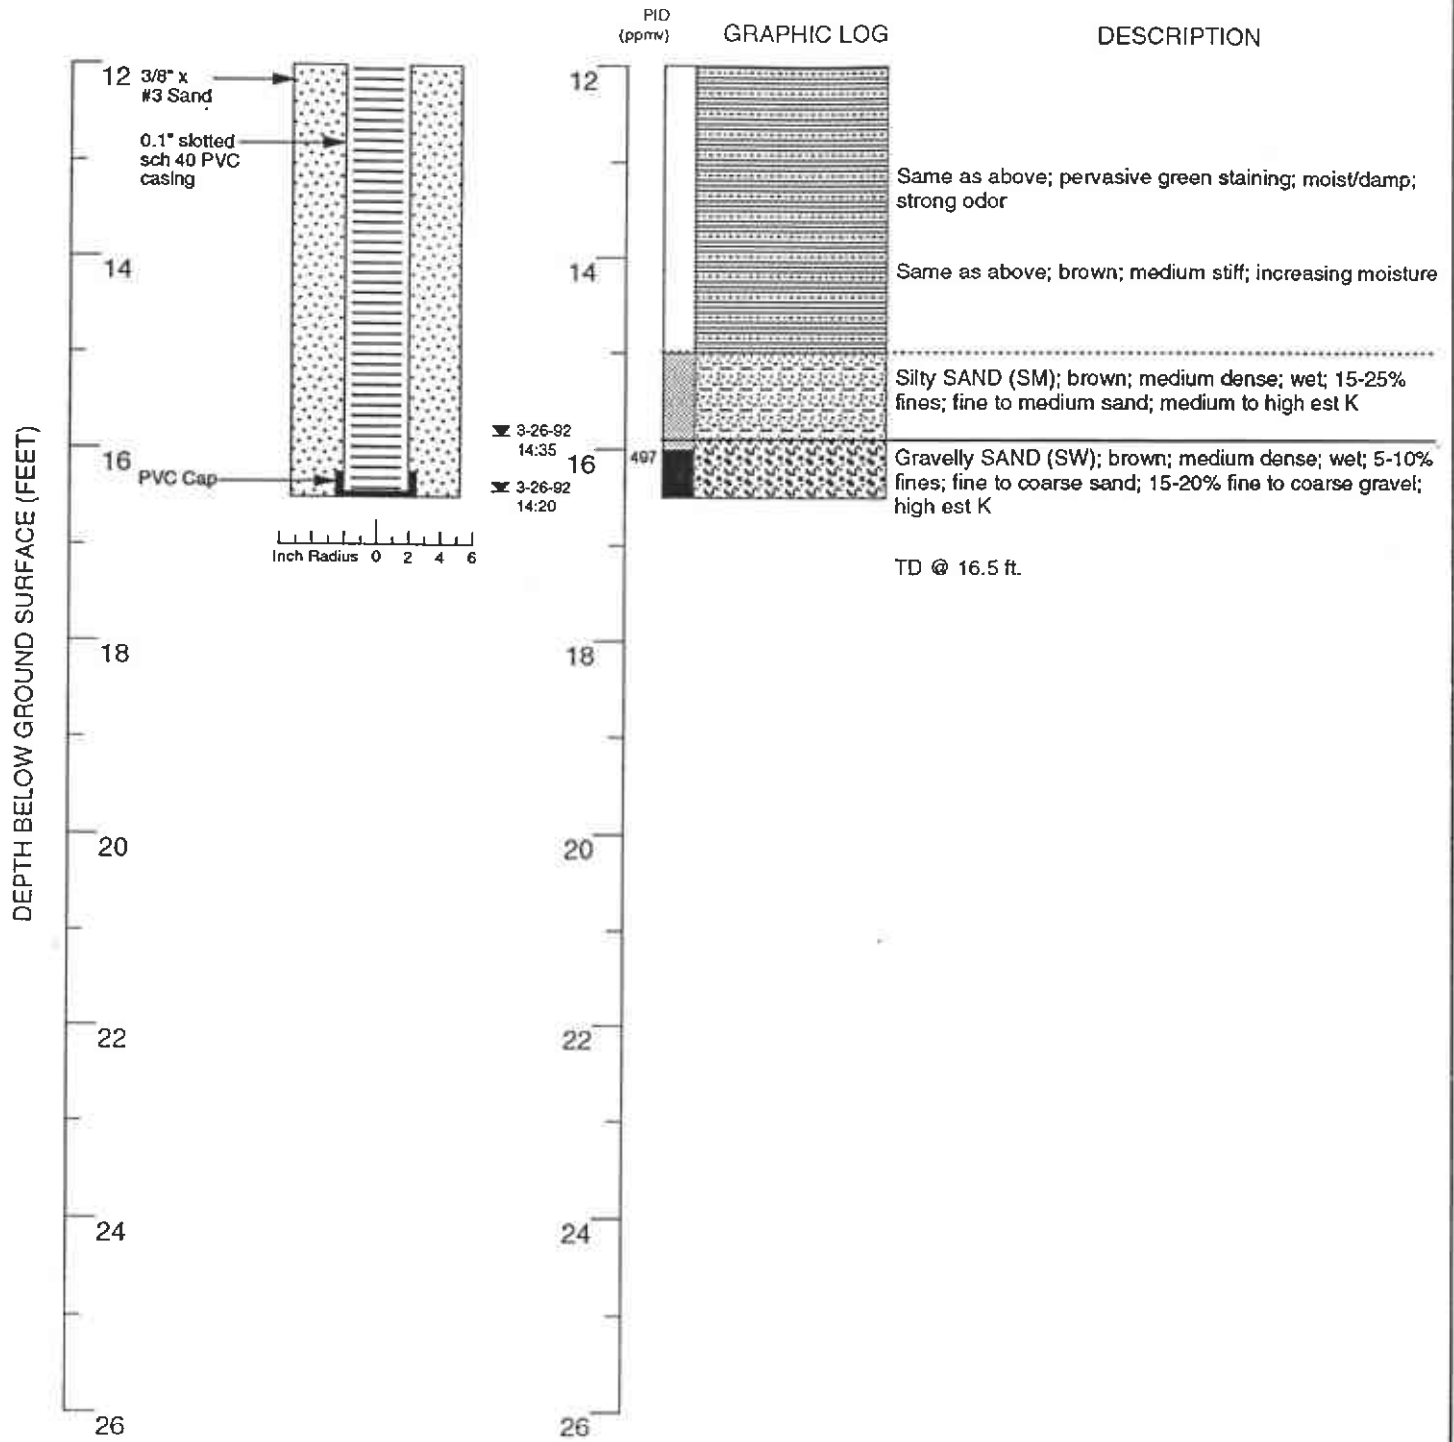 PID
(ppmv)
GRAPHIC LOG
DESCRIPTION
DEPTH BELOW GROUND SURFACE (FEET)
12
14
16
18
20
22
24
26
3/8" x
#3 Sand
0.1" slotted
sch 40 PVC
casing
PVC Cap
3-26-92
14:35
3-26-92
14:20
Inch Radius 0 2 4 6
12
14
16
18
20
22
24
26
497
Same as above; pervasive green staining; moist/damp;
strong odor
Same as above; brown; medium stiff; increasing moisture
Silty SAND (SM); brown; medium dense; wet; 15-25%
fines; fine to medium sand; medium to high est K
Gravelly SAND (SW); brown; medium dense; wet; 5-10%
fines; fine to coarse sand; 15-20% fine to coarse gravel;
high est K
TD @ 16.5 ft.